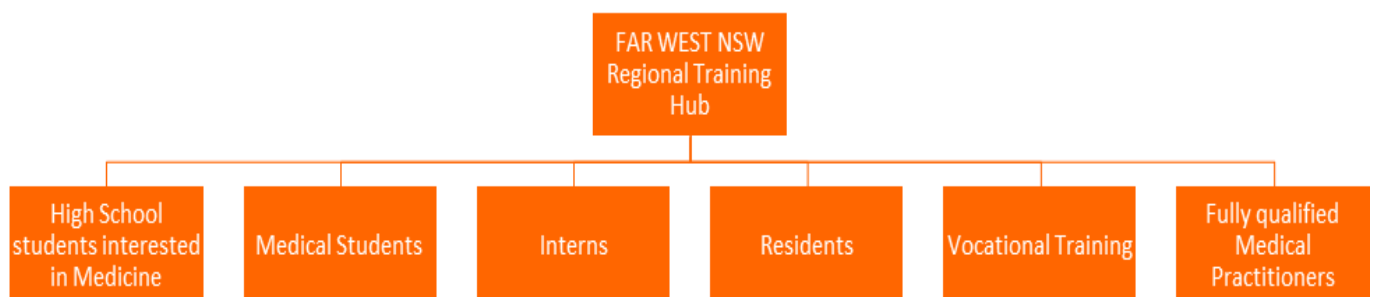 FAR WEST NSW
Regional Training
Hub
High School
students interested
in Medicine
Medical Students
Interns
Residents
Vocational Training
Fully qualified
Medical
Practitioners